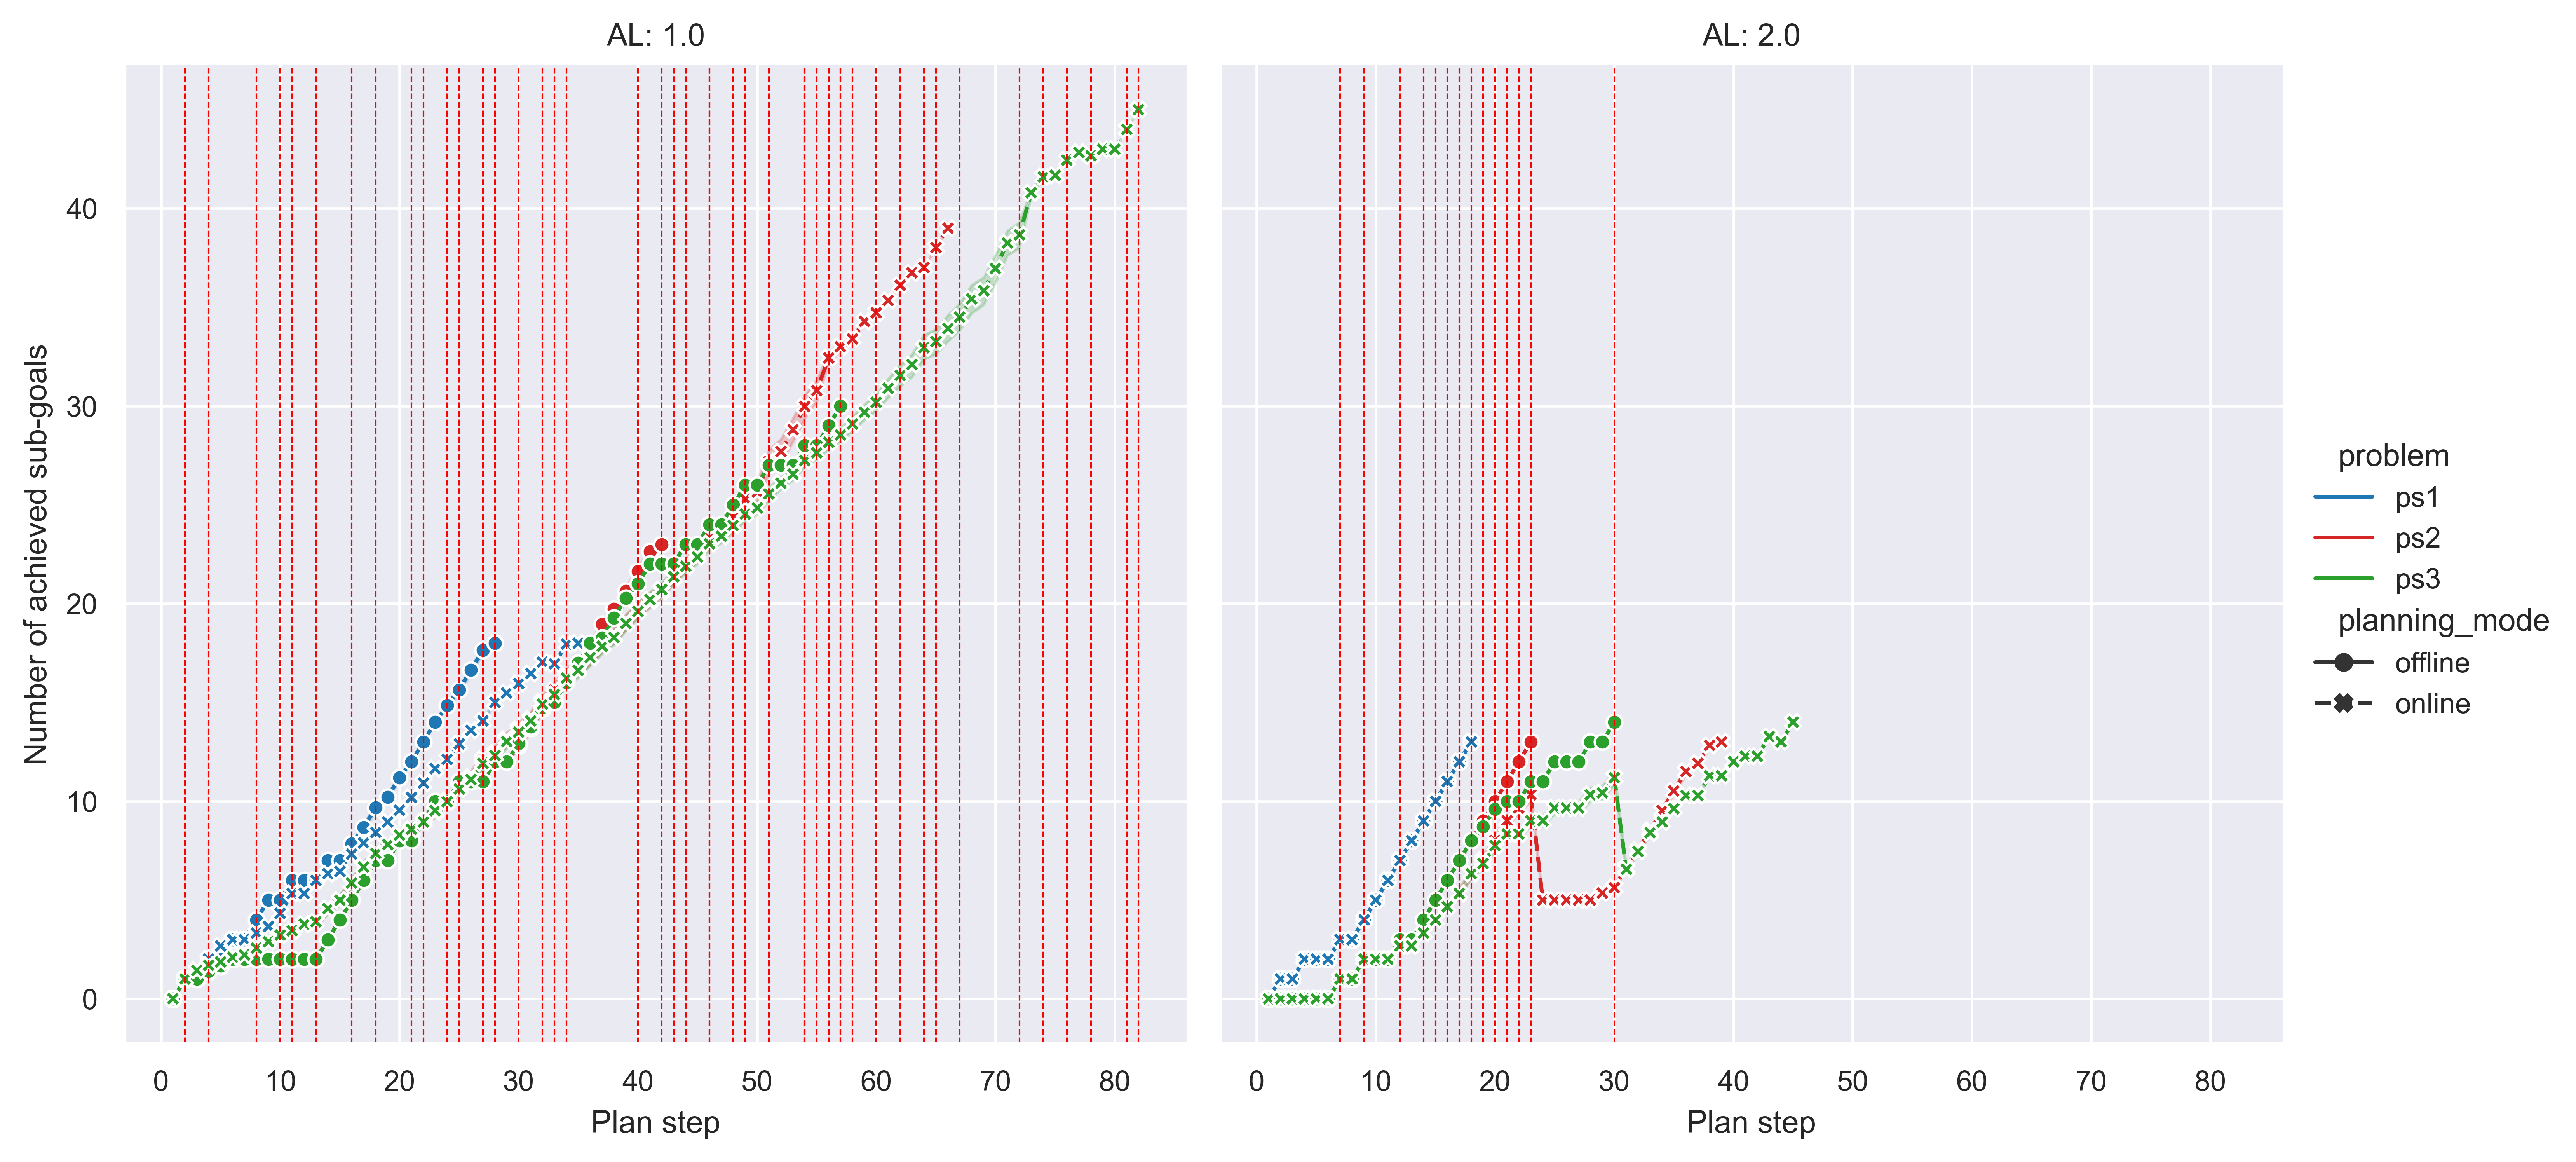 AL: 1.0
AL: 2.0
Number of achieved sub-goals
40
30
20
10
0
0 10 20 30 40 50 60 70 80
Plan step
0 10 20 30 40 50 60 70 80
Plan step
problem
ps1
ps2
ps3
planning_mode
offline
online